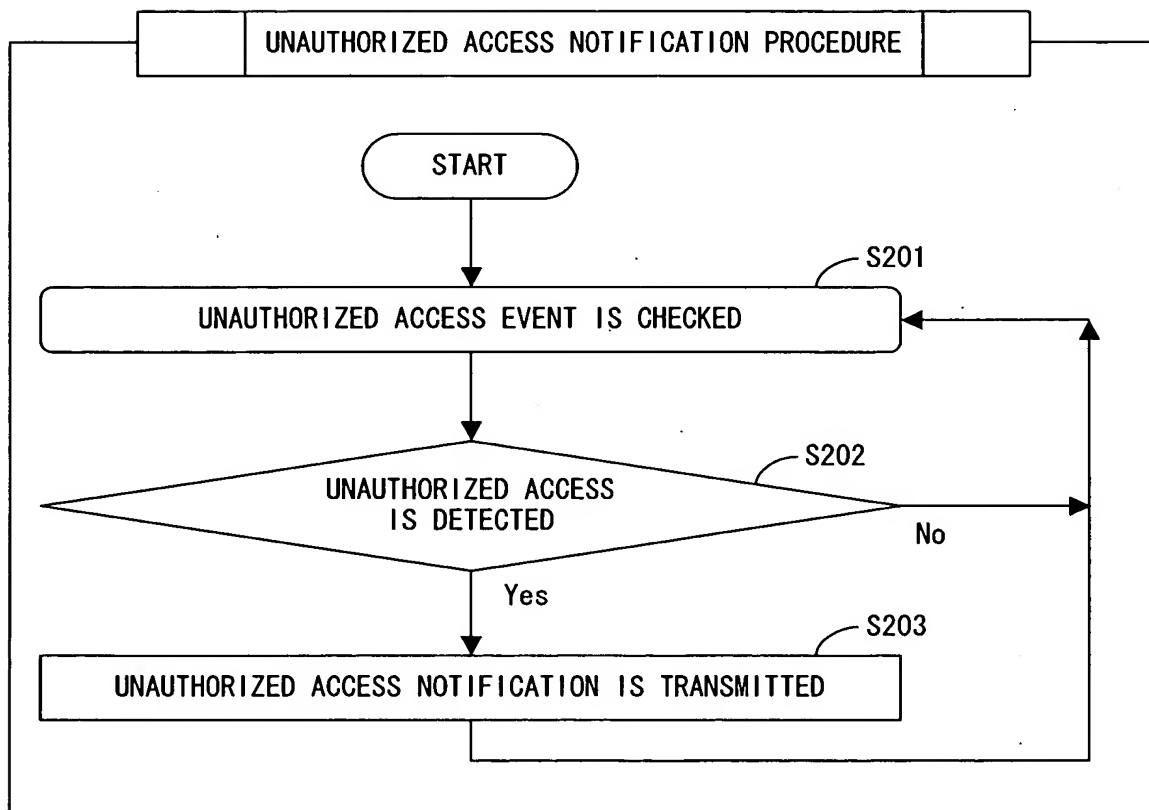 UNAUTHORIZED ACCESS NOTIFICATION PROCEDURE
START
S201
UNAUTHORIZED ACCESS EVENT IS CHECKED
S202
UNAUTHORIZED ACCESS
IS DETECTED
No
Yes
S203
UNAUTHORIZED ACCESS NOTIFICATION IS TRANSMITTED